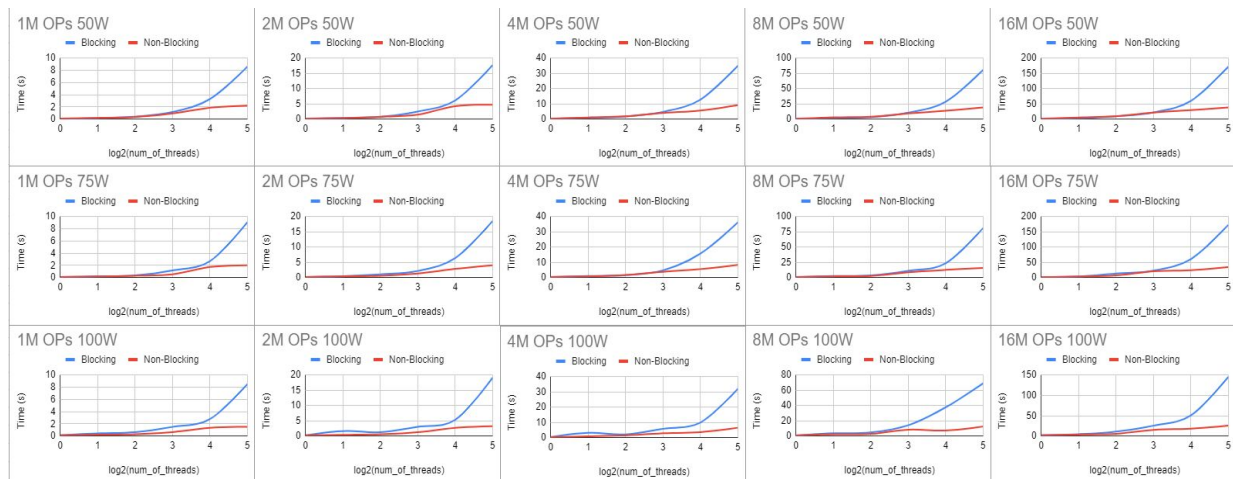 1M OPs 50W
Blocking Non-Blocking
Time (s)
10
8
6
4
2
0
0 1 2 3 4 5
log2(num_of_threads)
2M OPs 50W
Blocking Non-Blocking
Time (s)
20
15
10
5
0
0 1 2 3 4 5
log2(num_of_threads)
4M OPs 50W
Blocking Non-Blocking
Time (s)
40
30
20
10
0
0 1 2 3 4 5
log2(num_of_threads)
8M OPs 50W
Blocking Non-Blocking
Time (s)
100
75
50
25
0
0 1 2 3 4 5
log2(num_of_threads)
16M OPs 50W
Blocking Non-Blocking
Time (s)
200
150
100
50
0
0 1 2 3 4 5
log2(num_of_threads)
1M OPs 75W
Blocking Non-Blocking
Time (s)
10
8
6
4
2
0
0 1 2 3 4 5
log2(num_of_threads)
2M OPs 75W
Blocking Non-Blocking
Time (s)
20
15
10
5
0
0 1 2 3 4 5
log2(num_of_threads)
4M OPs 75W
Blocking Non-Blocking
Time (s)
40
30
20
10
0
0 1 2 3 4 5
log2(num_of_threads)
8M OPs 75W
Blocking Non-Blocking
Time (s)
100
75
50
25
0
0 1 2 3 4 5
log2(num_of_threads)
16M OPs 75W
Blocking Non-Blocking
Time (s)
200
150
100
50
0
0 1 2 3 4 5
log2(num_of_threads)
1M OPs 100W
Blocking Non-Blocking
Time (s)
10
8
6
4
2
0
0 1 2 3 4 5
log2(num_of_threads)
2M OPs 100W
Blocking Non-Blocking
Time (s)
20
15
10
5
0
0 1 2 3 4 5
log2(num_of_threads)
4M OPs 100W
Blocking Non-Blocking
Time (s)
40
30
20
10
0
0 1 2 3 4 5
log2(num_of_threads)
8M OPs 100W
Blocking Non-Blocking
Time (s)
80
60
40
20
0
0 1 2 3 4 5
log2(num_of_threads)
16M OPs 100W
Blocking Non-Blocking
Time (s)
150
100
50
0
0 1 2 3 4 5
log2(num_of_threads)